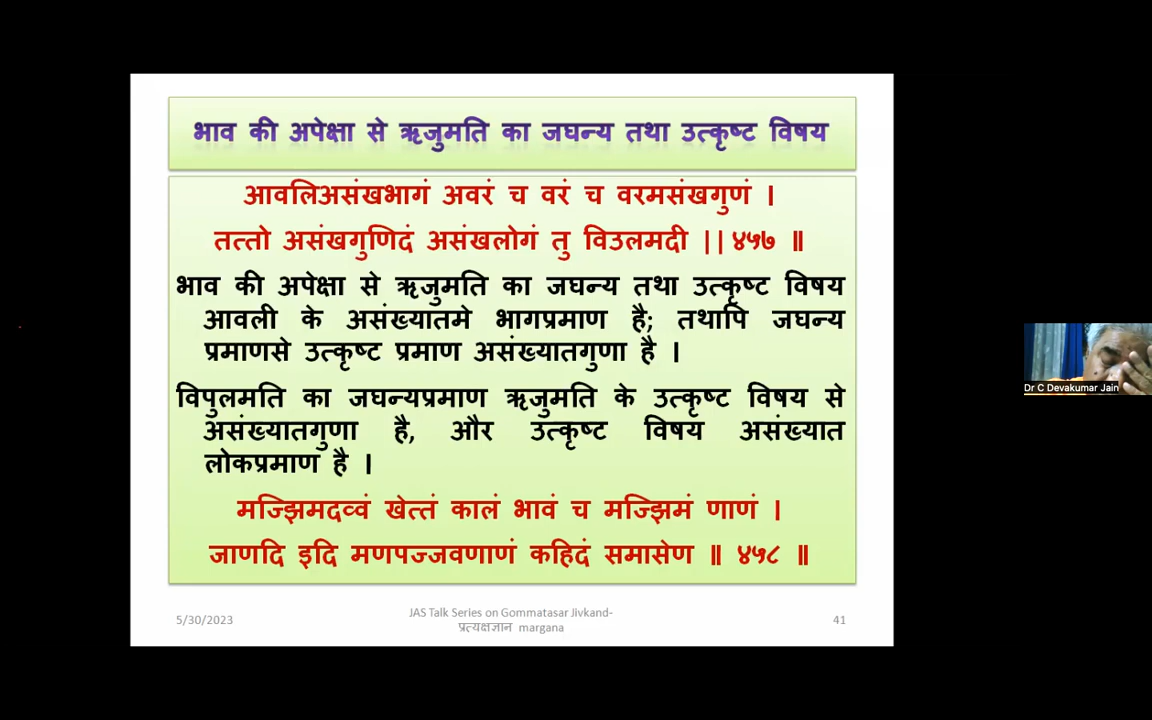 भाव की अपेक्षा से ऋजुमति का जघन्य तथा उत्कृष्ट विषय
आवलिअसंखभागं अवरं च वरं च वरमसंखगुणं ।
तत्तो असंखगुणिदं असंखलोगं तु विउलमदी ||४५७ ॥
भाव की अपेक्षा से ऋजुमति का जघन्य तथा उत्कृष्ट विषय
आवली के असंख्यातमे भागप्रमाण है; तथापि जघन्य
प्रमाणसे उत्कृष्ट प्रमाण असंख्यातगुणा है ।
विपुलमति का जघन्यप्रमाण ऋजुमति के उत्कृष्ट विषय से
असंख्यातगुणा है, और उत्कृष्ट विषय असंख्यात
लोकप्रमाण है ।
मज्झिमदव्वं खेत्तं कालं भावं च मज्झिमं णाणं ।
जाणदि इदि मणपज्जवणाणं कहिदं समासेण ॥ ४५८ ॥
5/30/2023
JAS Talk Series on Gommatasar Jivkand-
प्रत्यक्षज्ञान margana
41
Dr C Devakumar Jain